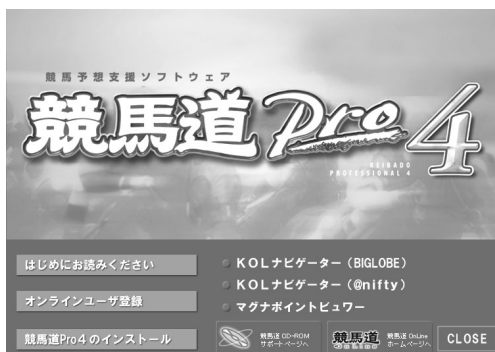 競馬予想支援ソフトウェア
競馬道 Pro 4
KEIBADO
PROFESSIONAL 4
はじめにお読みください
オンラインユーザ登録
競馬道Pro4のインストール
KOLナビゲーター（BIGLOBE）
KOLナビゲーター（@nifty）
マグナポイントビュワー
競馬道 CD-ROM
サポートページへ
競馬道
OnLine
競馬道 OnLine
ホームページへ
CLOSE